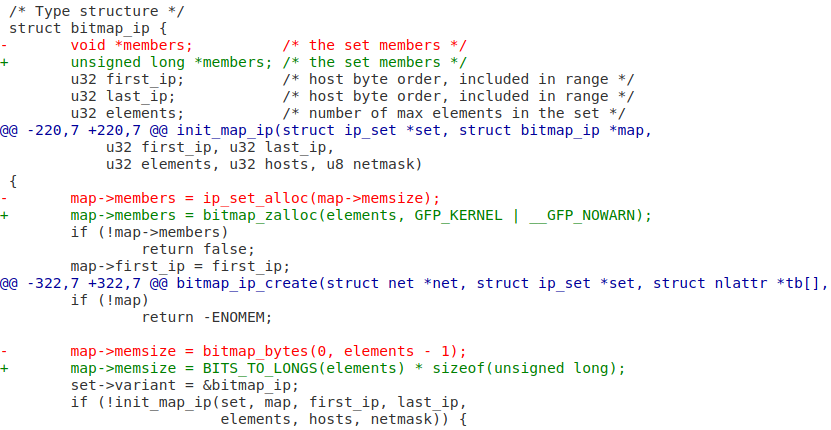 /* Type structure */
 struct bitmap_ip {
-       void *members;          /* the set members */
+       unsigned long *members; /* the set members */
        u32 first_ip;           /* host byte order, included in range */
        u32 last_ip;            /* host byte order, included in range */
        u32 elements;           /* number of max elements in the set */
@@ -220,7 +220,7 @@ init_map_ip(struct ip_set *set, struct bitmap_ip *map,
            u32 first_ip, u32 last_ip,
            u32 elements, u32 hosts, u8 netmask)
 {
-       map->members = ip_set_alloc(map->memsize);
+       map->members = bitmap_zalloc(elements, GFP_KERNEL | __GFP_NOWARN);
        if (!map->members)
                return false;
        map->first_ip = first_ip;
@@ -322,7 +322,7 @@ bitmap_ip_create(struct net *net, struct ip_set *set, struct nlattr *tb[],
        if (!map)
                return -ENOMEM;

-       map->memsize = bitmap_bytes(0, elements - 1);
+       map->memsize = BITS_TO_LONGS(elements) * sizeof(unsigned long);
        set->variant = &bitmap_ip;
        if (!init_map_ip(set, map, first_ip, last_ip,
                         elements, hosts, netmask)) {